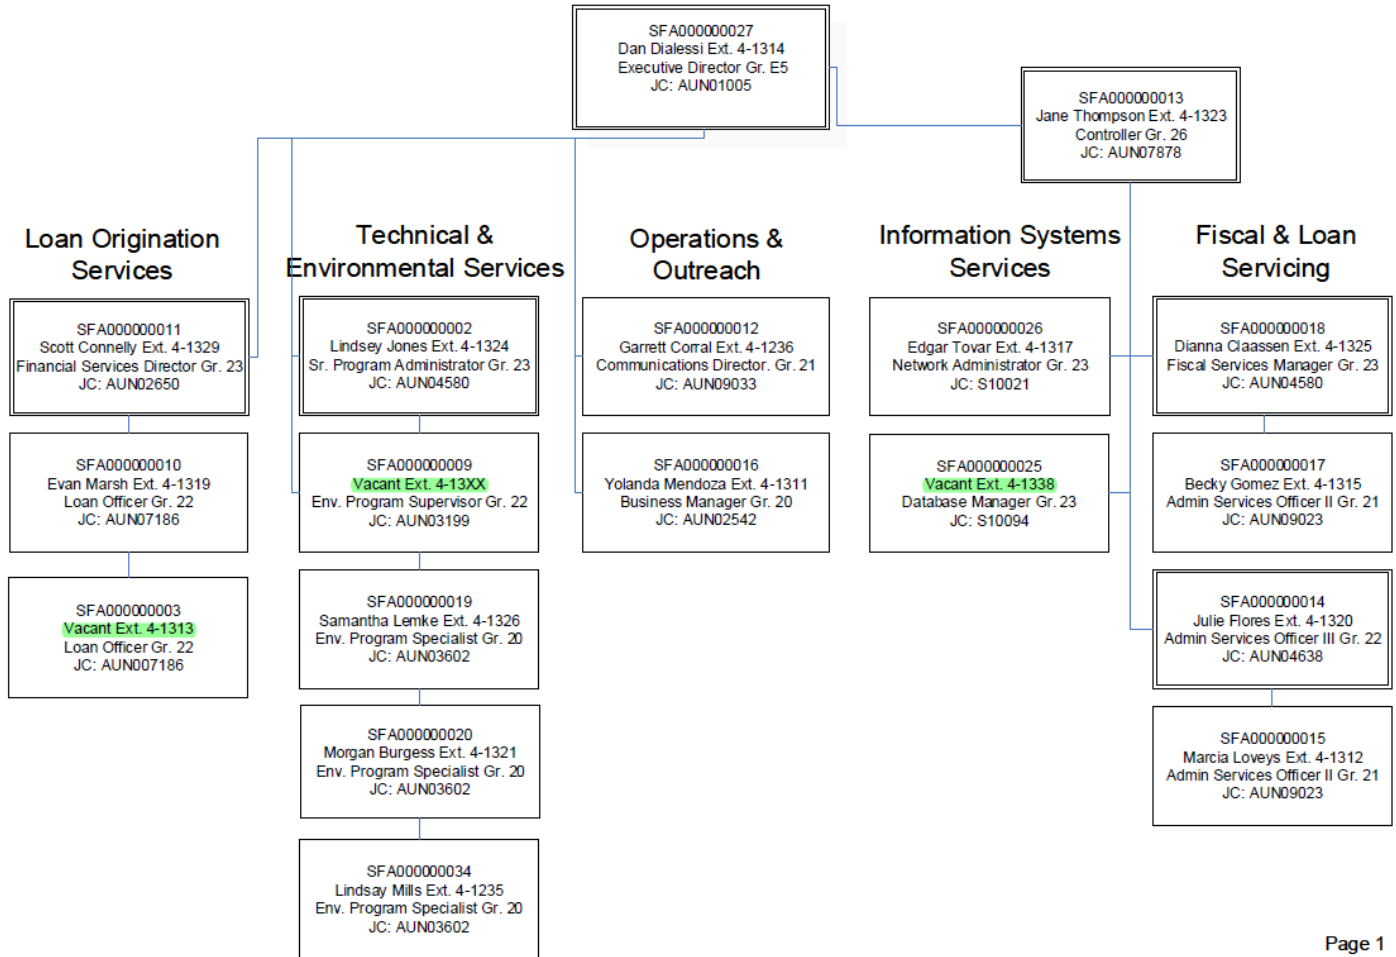 SFA000000027
Dan Dialessi Ext. 4-1314
Executive Director Gr. E5
JC: AUN01005
SFA000000013
Jane Thompson Ext. 4-1323
Controller Gr. 26
JC: AUN07878
Loan Origination
Services
SFA000000011
Scott Connelly Ext. 4-1329
Financial Services Director Gr. 23
JC: AUN02650
SFA000000010
Evan Marsh Ext. 4-1319
Loan Officer Gr. 22
JC: AUN07186
SFA000000003
Vacant Ext. 4-1313
Loan Officer Gr. 22
JC: AUN007186
Technical &
Environmental Services
SFA000000002
Lindsey Jones Ext. 4-1324
Sr. Program Administrator Gr. 23
JC: AUN04580
SFA000000009
Vacant Ext. 4-13XX
Env. Program Supervisor Gr. 22
JC: AUN03199
SFA000000019
Samantha Lemke Ext. 4-1326
Env. Program Specialist Gr. 20
JC: AUN03602
SFA000000020
Morgan Burgess Ext. 4-1321
Env. Program Specialist Gr. 20
JC: AUN03602
SFA000000034
Lindsay Mills Ext. 4-1235
Env. Program Specialist Gr. 20
JC: AUN03602
Operations &
Outreach
SFA000000012
Garrett Corral Ext. 4-1236
Communications Director. Gr. 21
JC: AUN09033
SFA000000016
Yolanda Mendoza Ext. 4-1311
Business Manager Gr. 20
JC: AUN02542
Information Systems
Services
SFA000000026
Edgar Tovar Ext. 4-1317
Network Administrator Gr. 23
JC: S10021
SFA000000025
Vacant Ext. 4-1338
Database Manager Gr. 23
JC: S10094
Fiscal & Loan
Servicing
SFA000000018
Dianna Claassen Ext. 4-1325
Fiscal Services Manager Gr. 23
JC: AUN04580
SFA000000017
Becky Gomez Ext. 4-1315
Admin Services Officer II Gr. 21
JC: AUN09023
SFA000000014
Julie Flores Ext. 4-1320
Admin Services Officer III Gr. 22
JC: AUN04638
SFA000000015
Marcia Loveys Ext. 4-1312
Admin Services Officer II Gr. 21
JC: AUN09023
Page 1